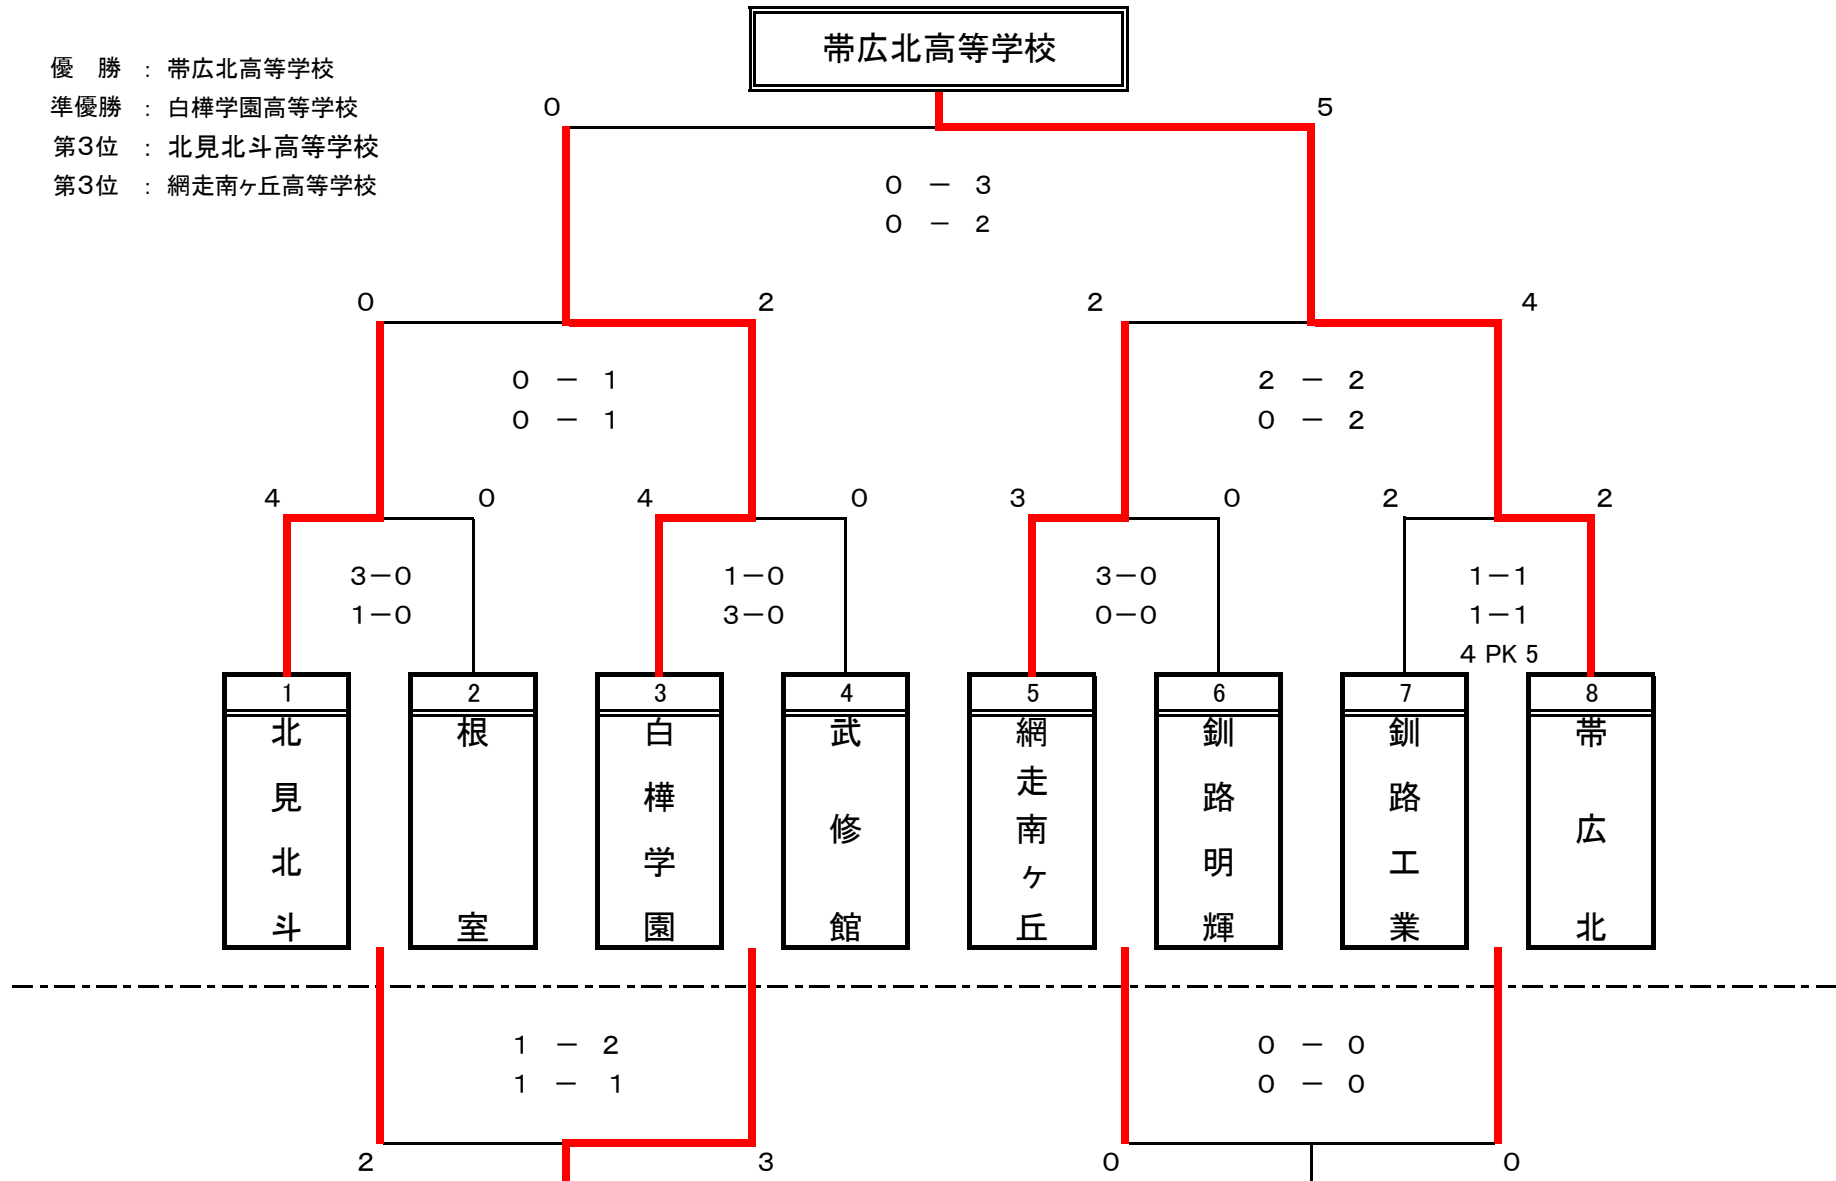 帯広北高等学校
優　勝 ： 帯広北高等学校
準優勝 ： 白樺学園高等学校
第3位 ： 北見北斗高等学校
第3位 ： 網走南ヶ丘高等学校
0 5
0 － 3
0 － 2
0 2 2 4
0 － 1 2 － 2
0 － 1 0 － 2
4 0 4 0 3 0 2 2
3－0 1－0 3－0 1－1
1－0 3－0 0－0 1－1
4 PK 5
1 2 3 4 5 6 7 8
北見北斗
根室
白樺学園
武修館
網走南ヶ丘
釧路明輝
釧路工業
帯広北
1 － 2 0 － 0
1 － 1 0 － 0
2 3 0 0